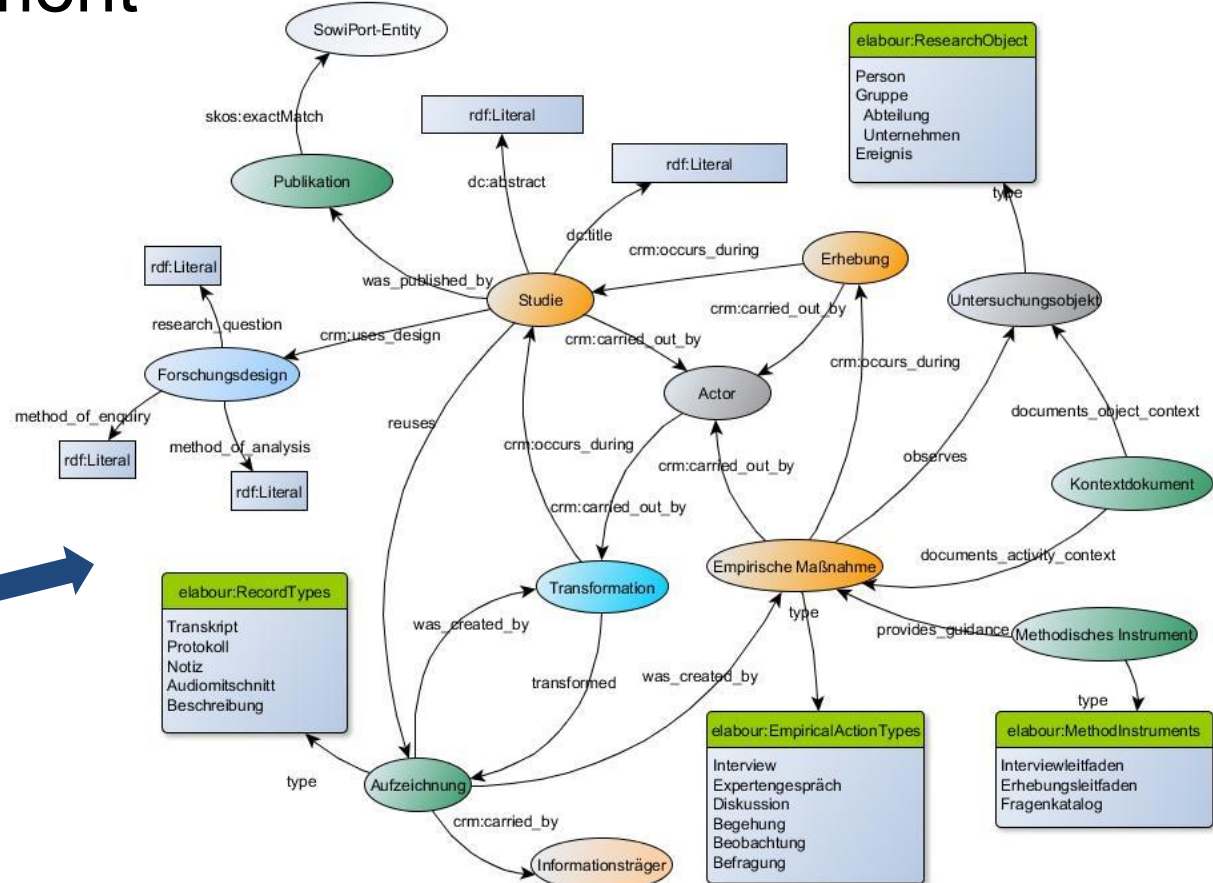 SowiPort-Entity
elabour:ResearchObject
Person
Gruppe
Abteilung
Unternehmen
Ereignis
skos:exactMatch
rdf:Literal
rdf:Literal
Publikation
dc:abstract
type
dc:title
crm:occurs_during
Erhebung
rdf:Literal
was_published_by
Studie
Untersuchungsobjekt
research_question
crm:uses_design
crm:carried_out_by
crm:carried_out_by
Forschungsdesign
crm:occurs_during
Actor
method_of_enquiry
reuses
documents_object_context
method_of_analysis
crm:occurs_during
rdf:Literal
crm:carried_out_by
observes
rdf:Literal
Kontextdokument
crm:carried_out_by
documents_activity_context
Empirische Maßnahme
Transformation
elabour:RecordTypes
Transkript
Protokoll
Notiz
Audiomitschnitt
Beschreibung
was_created_by
type
provides_guidance
Methodisches Instrument
transformed
was_created_by
type
elabour:EmpiricalActionTypes
Interview
Expertengespräch
Diskussion
Begehung
Beobachtung
Befragung
elabour:MethodInstruments
Interviewleitfaden
Erhebungsleitfaden
Fragenkatalog
type
Aufzeichnung
crm:carried_by
Informationsträger